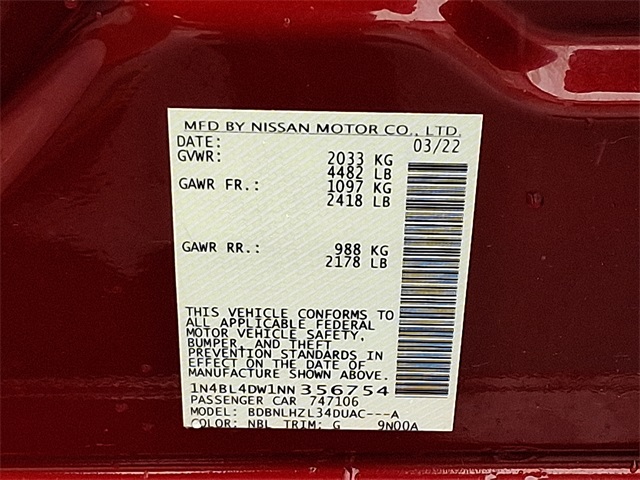 MFD BY NISSAN MOTOR CO., LTD.
DATE: 03/22
GVWR: 2033 KG
4482 LB
GAWR FR.: 1097 KG
2418 LB
GAWR RR.: 988 KG
2178 LB
THIS VEHICLE CONFORMS TO
ALL APPLICABLE FEDERAL
MOTOR VEHICLE SAFETY,
BUMPER, AND THEFT
PREVENTION STANDARDS IN
EFFECT ON THE DATE OF
MANUFACTURE SHOWN ABOVE.
1N4BL4DW1NN356754
PASSENGER CAR 747106
MODEL: BDBNLHZL34DUAC---A
COLOR: NBL TRIM: G 9N00A